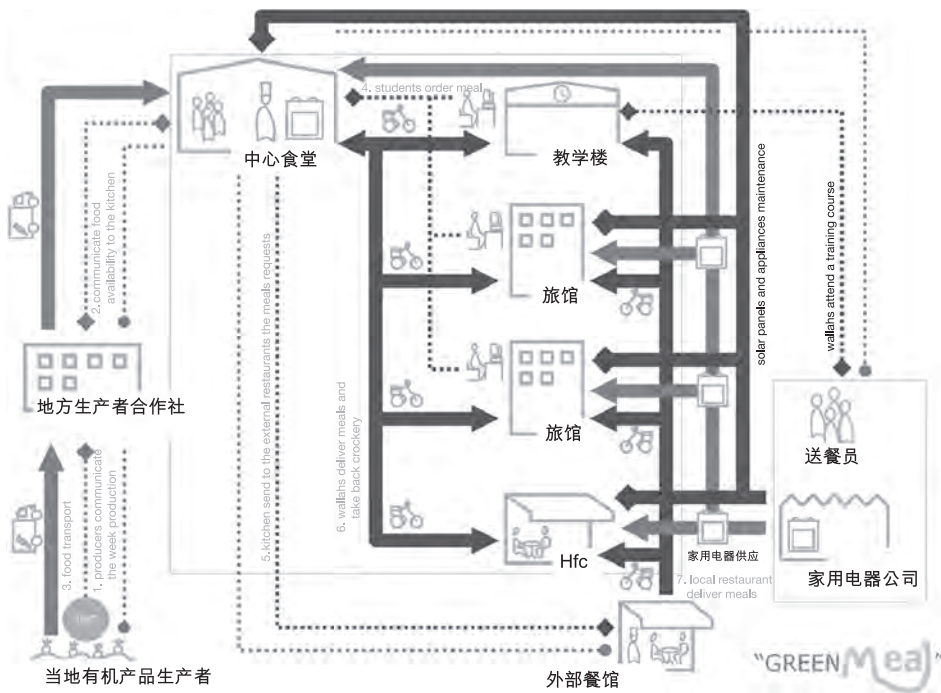 4. students order meal
中心食堂
教学楼
2. communicate food
availability to the kitchen
旅馆
solar panels and appliances maintenance
wallahs attend a training course
地方生产者合作社
旅馆
送餐员
5.kitchen send to the external restaurants the meals requests
6. wallahs deliver meals and
take back crockery
3. food transport
1. producers communicate
the week production
Hfc
家用电器供应
家用电器公司
7. local restaurant
deliver meals
当地有机产品生产者
外部餐馆
"GREEN Meal"